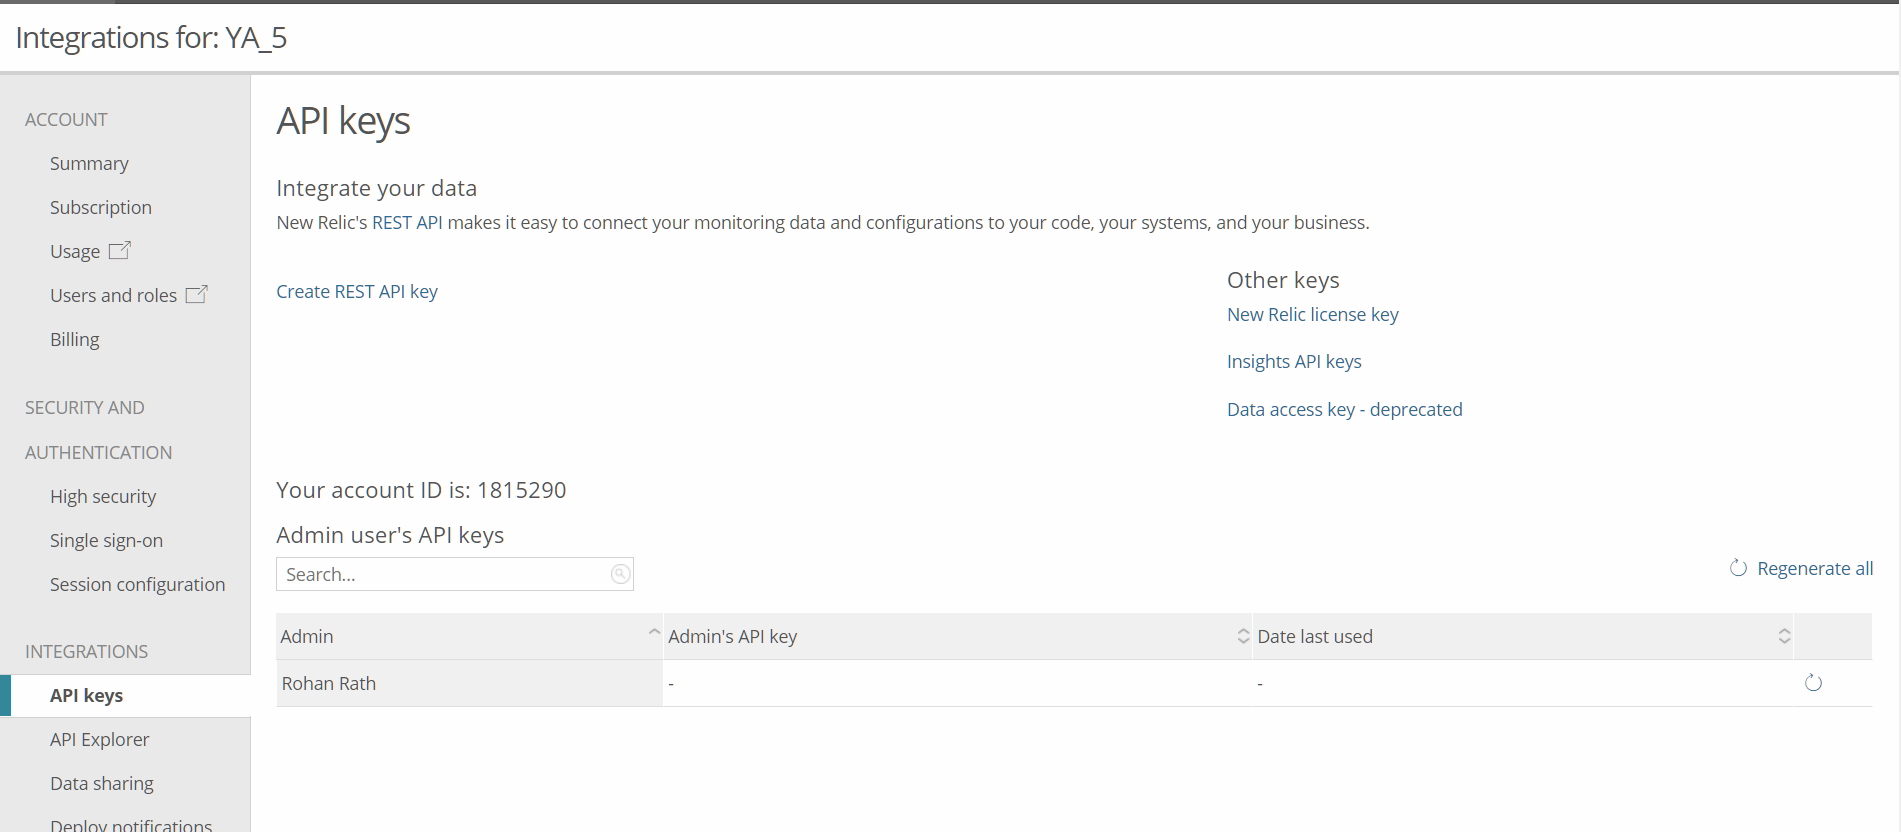 Integrations for: YA_5
ACCOUNT
Summary
Subscription
Usage
Users and roles
Billing
SECURITY AND
AUTHENTICATION
High security
Single sign-on
Session configuration
INTEGRATIONS
API keys
API Explorer
Data sharing
Deploy notifications
API keys
Integrate your data
New Relic's REST API makes it easy to connect your monitoring data and configurations to your code, your systems, and your business.
Create REST API key
Other keys
New Relic license key
Insights API keys
Data access key - deprecated
Your account ID is: 1815290
Admin user's API keys
Search...
Regenerate all
Admin Admin's API key Date last used
Rohan Rath - -